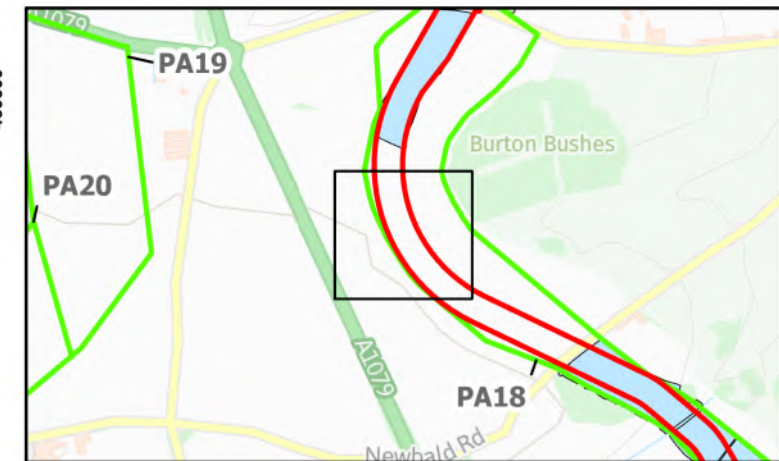 A1079
PA19
Burton Bushes
PA20
A1079
PA18
Newbald Rd